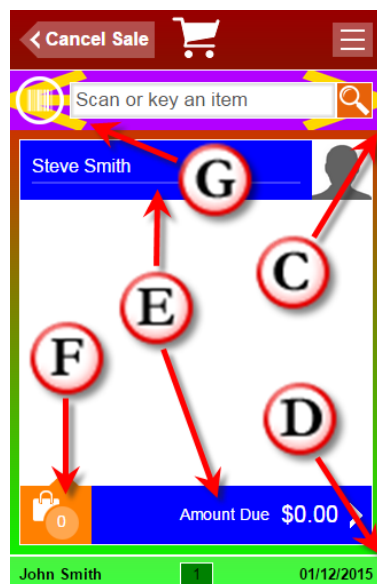 Cancel Sale
Scan or key an item
Steve Smith
G
C
E
F
D
0
Amount Due $0.00
John Smith 1 01/12/2015